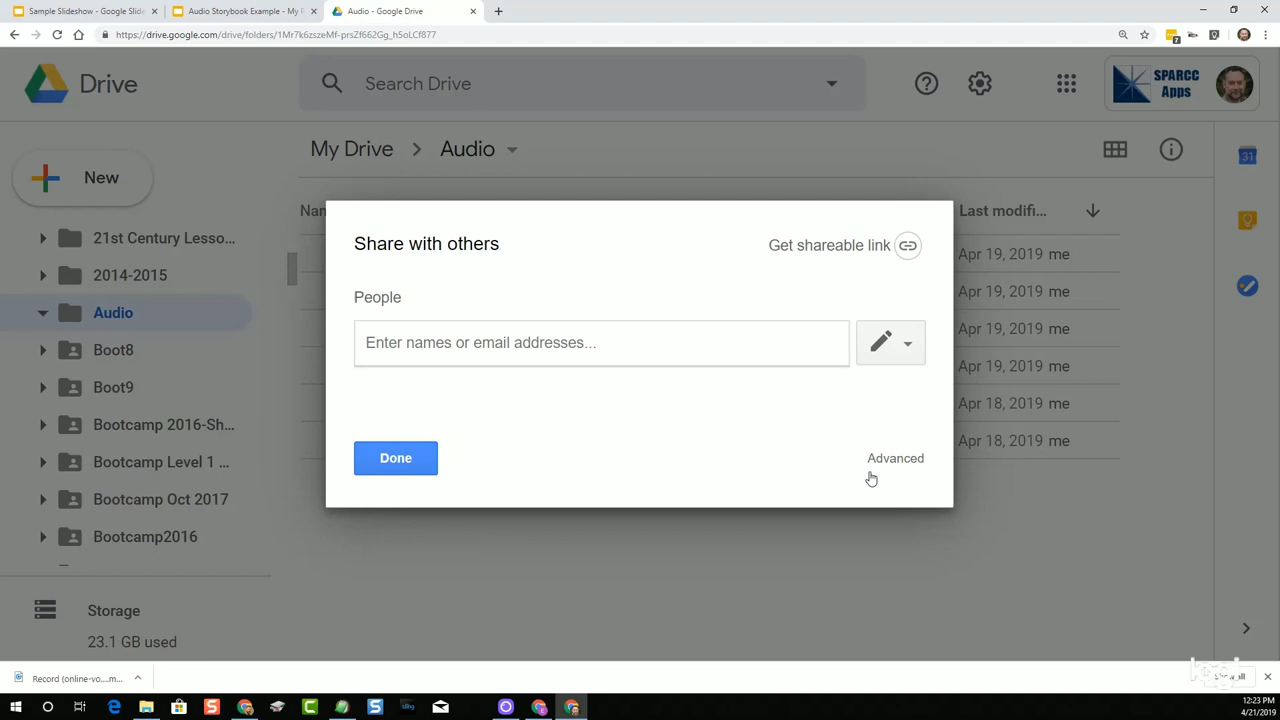 Sample Slideshow - Google Slid
Audio Storybook Example - My
Audio - Google Drive
https://drive.google.com/drive/folders/1Mr7k6zszeMf-prsZf662Gg_h5oLCf877
7
Drive
Search Drive
SPARCC
Apps
New
My Drive
Audio
31
Nar
Last modifi...
21st Century Lesso...
2014-2015
Audio
Boot8
Boot9
Bootcamp 2016-Sh...
Bootcamp Level 1 ...
Bootcamp Oct 2017
Bootcamp2016
Apr 19, 2019 me
Apr 19, 2019 me
Apr 19, 2019 me
Apr 19, 2019 me
Apr 18, 2019 me
Apr 18, 2019 me
Share with others
Get shareable link
People
Enter names or email addresses...
Done
Advanced
Storage
23.1 GB used
Record (online-vo....m...
12:23 PM
4/21/2019